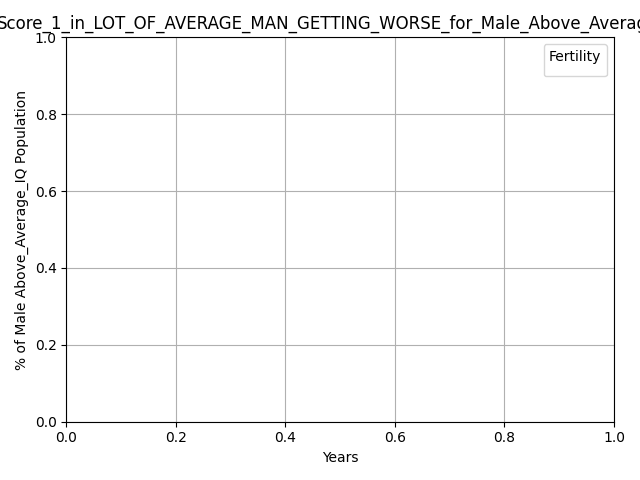 Score_1_in_LOT_OF_AVERAGE_MAN_GETTING_WORSE_for_Male_Above_Averag
Fertility
1.0
0.8
0.6
0.4
0.2
0.0
% of Male Above_Average_IQ Population
0.0 0.2 0.4 0.6 0.8 1.0
Years